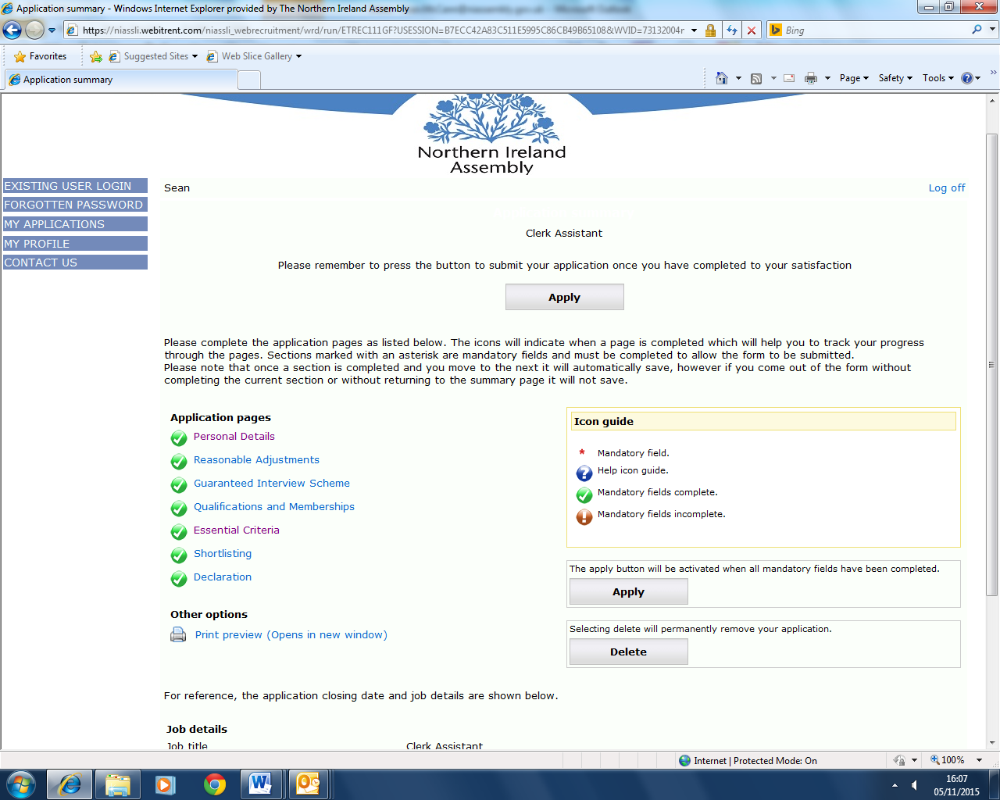 Application summary - Windows Internet Explorer provided by The Northern Ireland Assembly
https://niassli.webitrent.com/niassli_webrecruitment/wrd/run/ETREC111GF?USESSION=B7ECC42A83C511E5995C86CB49B65108&WVID=73132004r
Bing
Favorites
Suggested Sites
Web Slice Gallery
Application summary
Page
Safety
Tools
Northern Ireland
Assembly
EXISTING USER LOGIN
FORGOTTEN PASSWORD
MY APPLICATIONS
MY PROFILE
CONTACT US
Sean
Log off
Clerk Assistant
Please remember to press the button to submit your application once you have completed to your satisfaction
Apply
Please complete the application pages as listed below. The icons will indicate when a page is completed which will help you to track your progress
through the pages. Sections marked with an asterisk are mandatory fields and must be completed to allow the form to be submitted.
Please note that once a section is completed and you move to the next it will automatically save, however if you come out of the form without
completing the current section or without returning to the summary page it will not save.
Application pages
Personal Details
Reasonable Adjustments
Guaranteed Interview Scheme
Qualifications and Memberships
Essential Criteria
Shortlisting
Declaration
Other options
Print preview (Opens in new window)
Icon guide
* Mandatory field.
? Help icon guide.
Mandatory fields complete.
! Mandatory fields incomplete.
The apply button will be activated when all mandatory fields have been completed.
Apply
Selecting delete will permanently remove your application.
Delete
For reference, the application closing date and job details are shown below.
Job details
Job title Clerk Assistant
Internet | Protected Mode: On
100%
16:07
05/11/2015